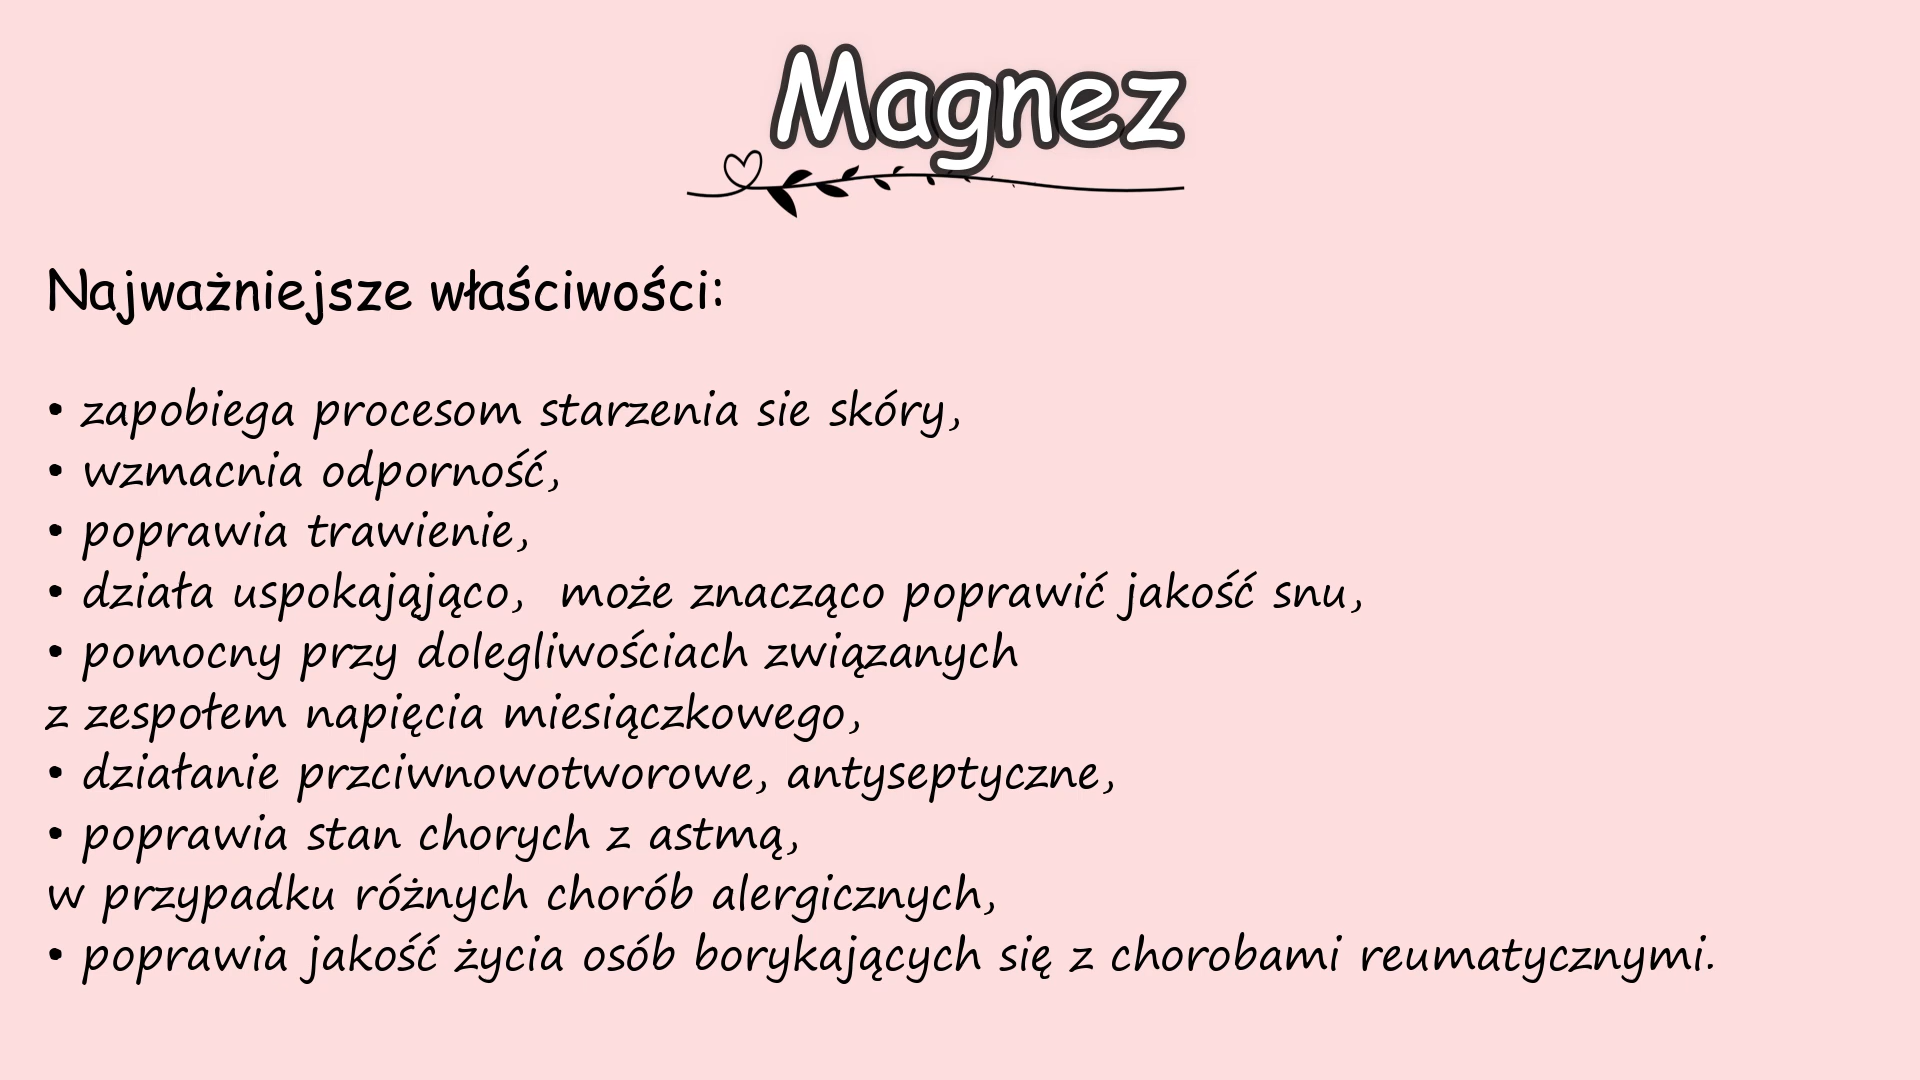 Magnez
Najważniejsze właściwości:
• zapobiega procesom starzenia sie skóry,
• wzmacnia odporność,
• poprawia trawienie,
• działa uspokajająco, może znacząco poprawić jakość snu,
• pomocny przy dolegliwościach związanych
z zespołem napięcia miesiączkowego,
• działanie przciwnowotworowe, antyseptyczne,
• poprawia stan chorych z astmą,
w przypadku różnych chorób alergicznych,
• poprawia jakość życia osób borykających się z chorobami reumatycznymi.